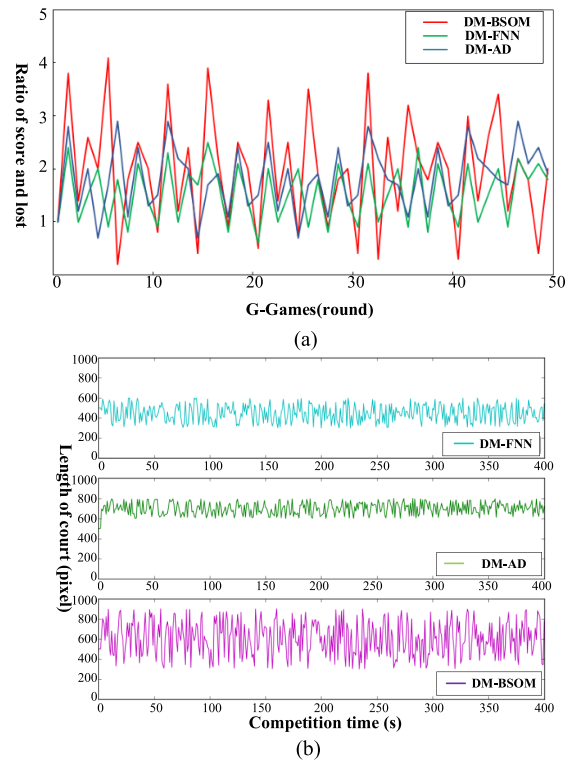 5
4
3
2
1
Ratio of score and lost
DM-BSOM
DM-FNN
DM-AD
0 10 20 30 40 50
G-Games(round)
(a)
Length of court (pixel)
1000
800
600
400
200
0
DM-FNN
0 50 100 150 200 250 300 350 400
1000
800
600
400
200
0
DM-AD
0 50 100 150 200 250 300 350 400
1000
800
600
400
200
0
DM-BSOM
0 50 100 150 200 250 300 350 400
Competition time (s)
(b)